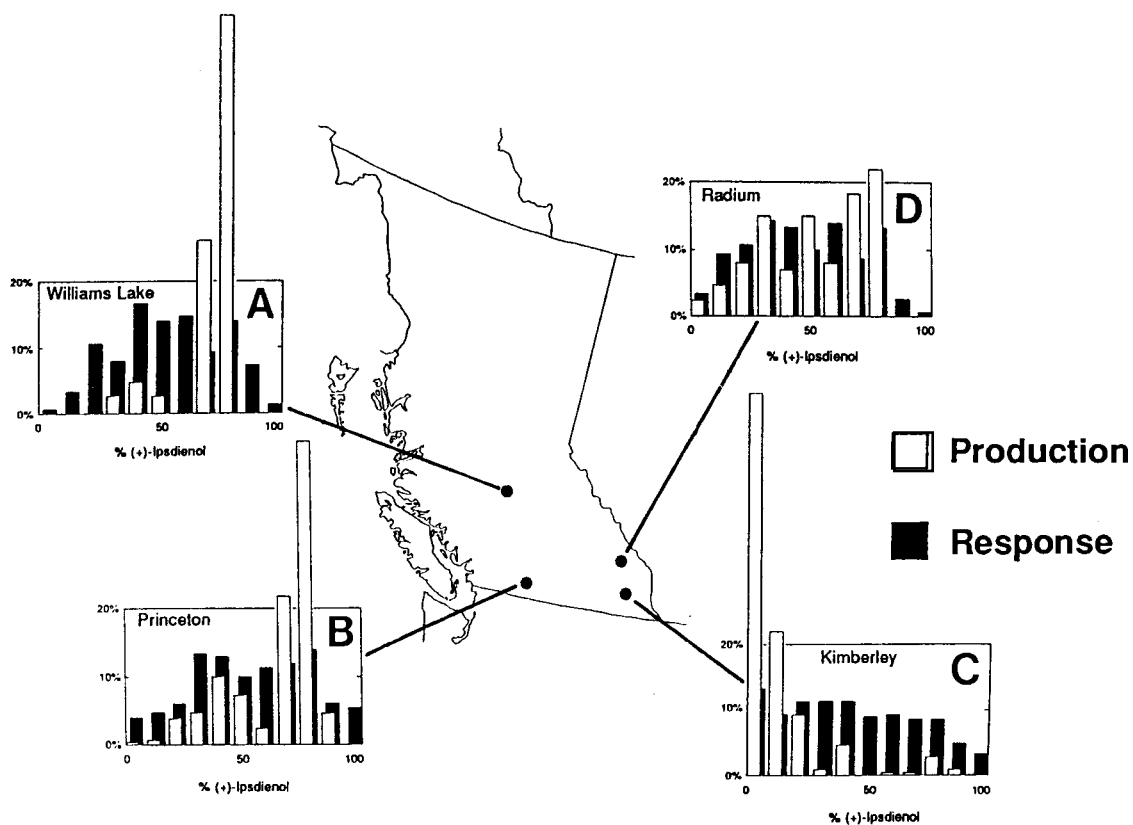 Williams Lake
A
20%
10%
0%
0
50
100
% (+)-Ipsdienol
Princeton
B
20%
10%
0%
0
50
100
% (+)-Ipsdienol
Radium
D
20%
10%
0%
0
50
100
% (+)-Ipsdienol
Production
Response
Kimberley
C
20%
10%
0%
0
50
100
% (+)-Ipsdienol